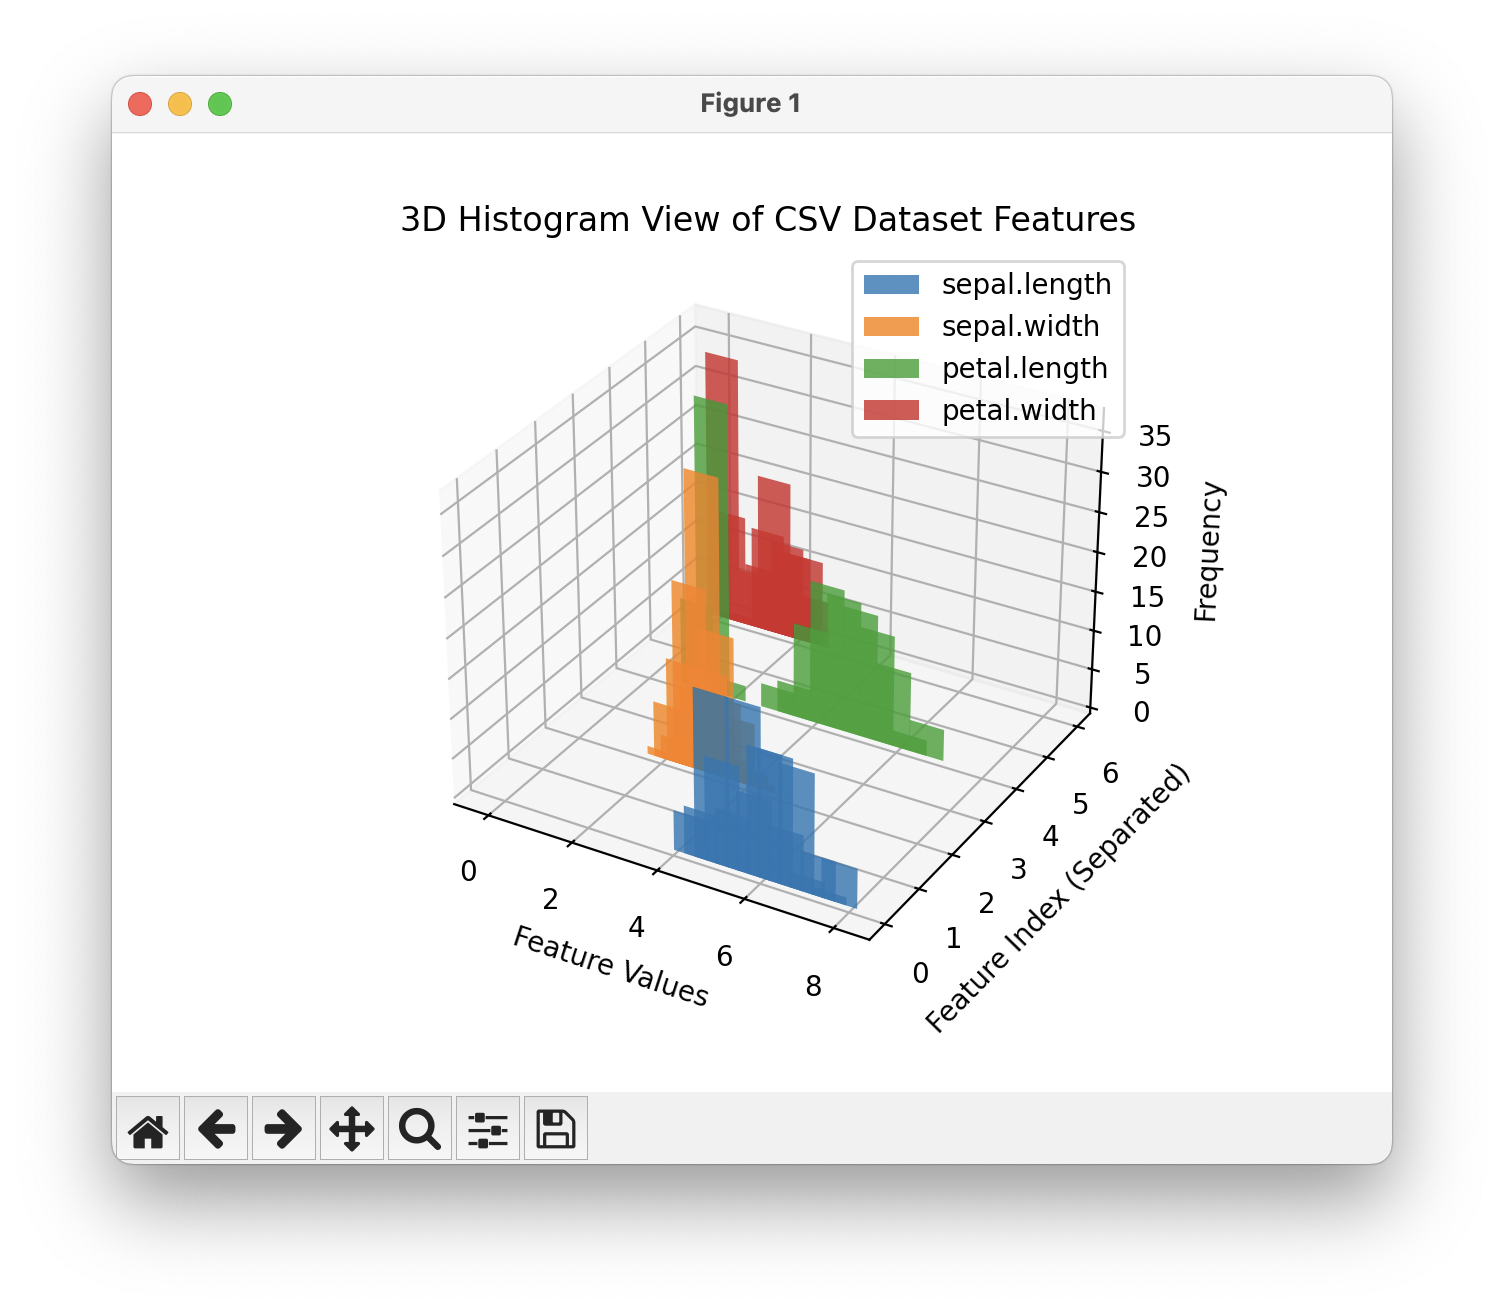 Figure 1
3D Histogram View of CSV Dataset Features
sepal.length
sepal.width
petal.length
petal.width
35
30
25
20
15
10
5
0
Frequency
0
2
4
6
8
Feature Values
0
1
2
3
4
5
6
Feature Index (Separated)